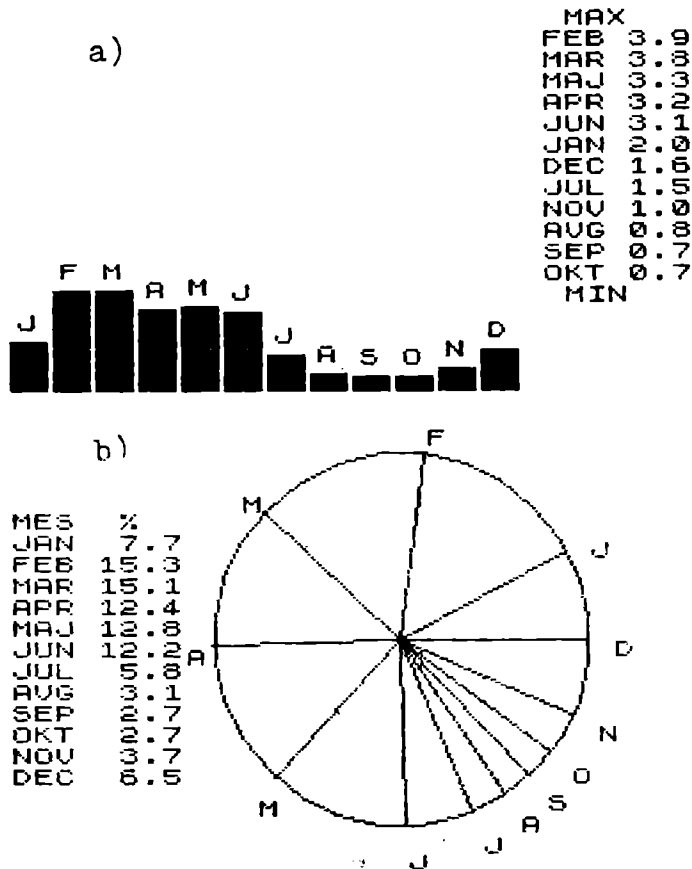 a)
MAX
FEB 3.9
MAR 3.8
MAJ 3.3
APR 3.2
JUN 3.1
JAN 2.0
DEC 1.6
JUL 1.5
NOV 1.0
AVG 0.8
SEP 0.7
OKT 0.7
MIN
J F M A M J J A S O N D
b)
MES %
JAN 7.7
FEB 15.3
MAR 15.1
APR 12.4
MAJ 12.8
JUN 12.2
JUL 5.8
AVG 3.1
SEP 2.7
OKT 2.7
NOV 3.7
DEC 6.5
F
M
J
A
D
N
O
M
S
A
J
J